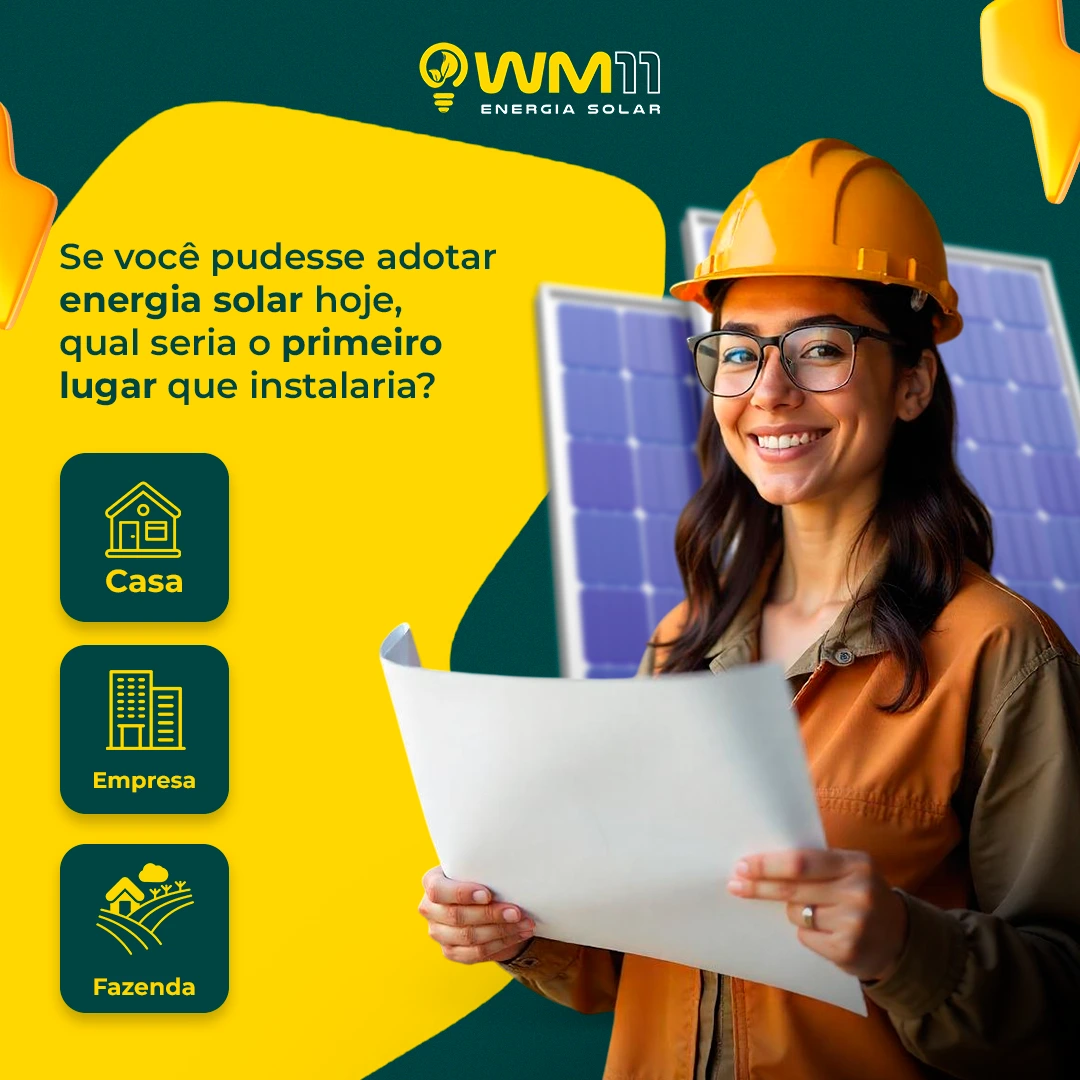 WM11
ENERGIA SOLAR
Se você pudesse adotar
energia solar hoje,
qual seria o primeiro
lugar que instalaria?
Casa
Empresa
Fazenda